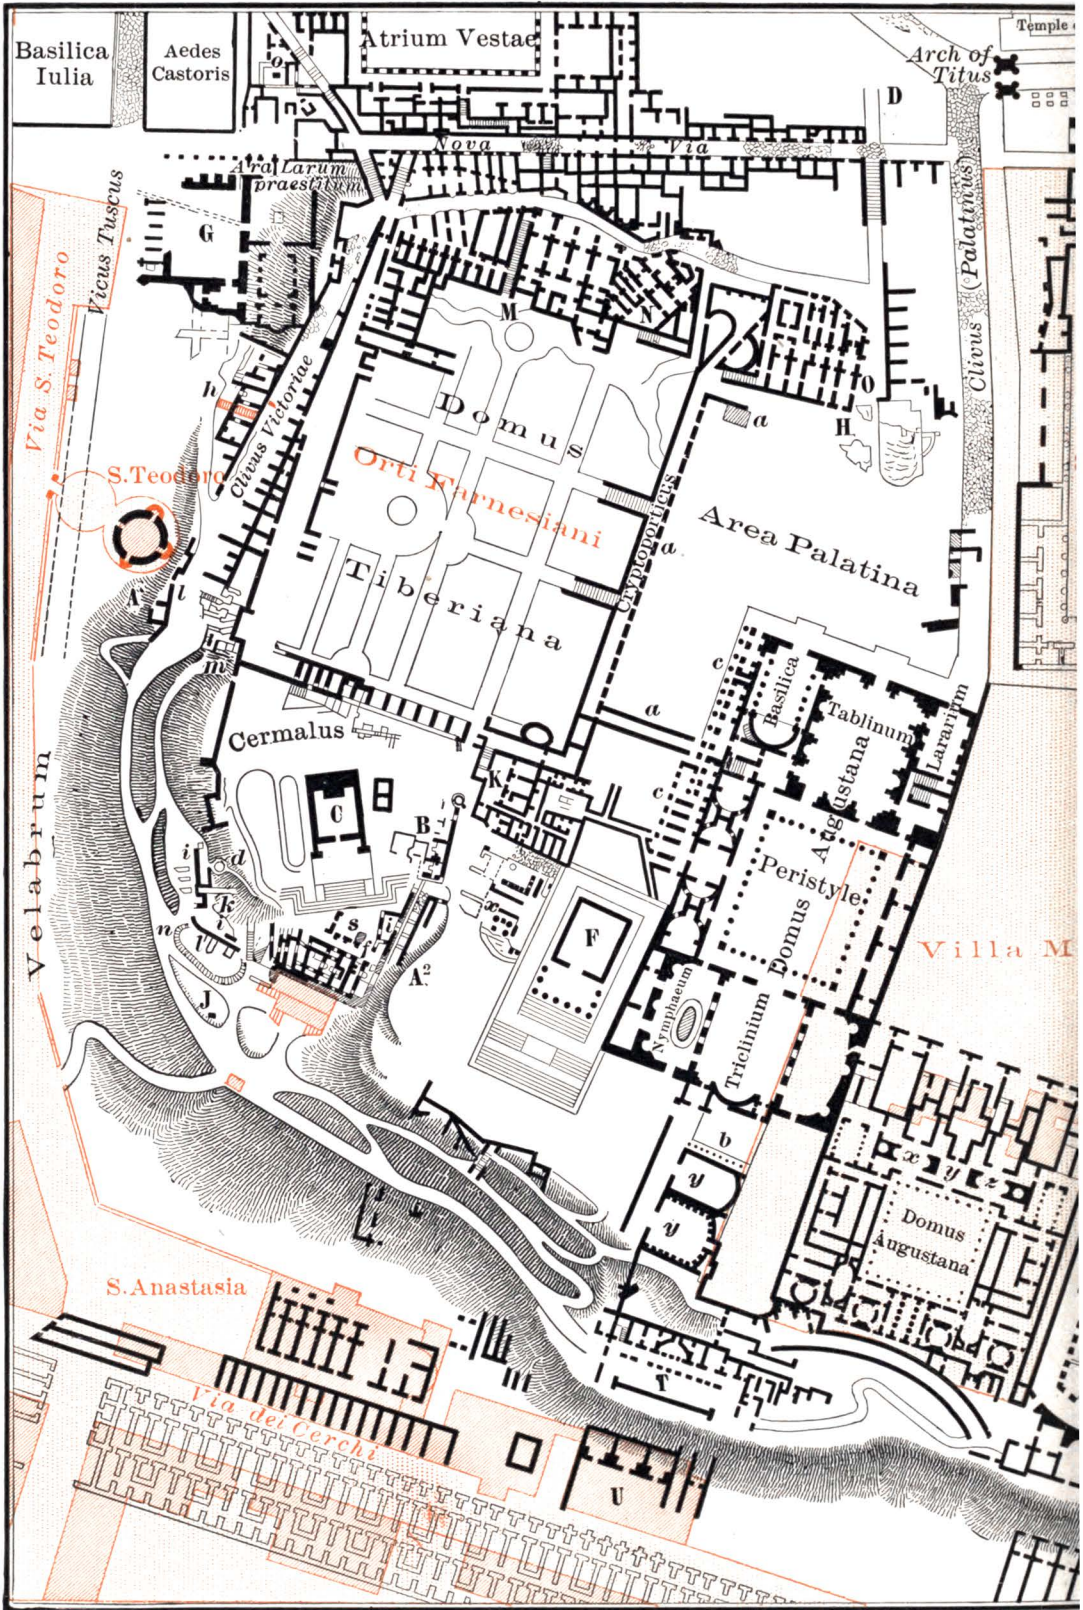 Basilica
Iulia
Aedes
Castoris
o
Atrium Vestae
Temple
Arch of
Titus
D
Nova Via
Ara Larum
praestitum
Vicus Tuscus
G
Via S. Teodoro
Clivus (Palatinus)
M
N
O
H
h
Clivus Victoriae
Domus
Tiberiana
Orti Farnesiani
a
S. Teodoro
Cryptoporticus
a
Area Palatina
l
m
c
Basilica
Tablinum
Lararium
a
Cermalus
K
c
C
B
Domus Augustana
Peristyle
i
d
k
i
n
s
x
F
A²
J
Velabrum
Villa M
Nymphaeum
Triclinium
b
y
y
x
y
z
Domus
Augustana
t
S. Anastasia
T
Via dei Cerchi
U